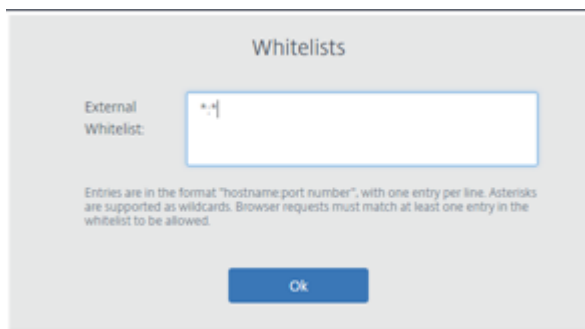 Whitelists
External
Whitelist:
*:*
Entries are in the format "hostname:port number", with one entry per line. Asterisks
are supported as wildcards. Browser requests must match at least one entry in the
whitelist to be allowed.
Ok